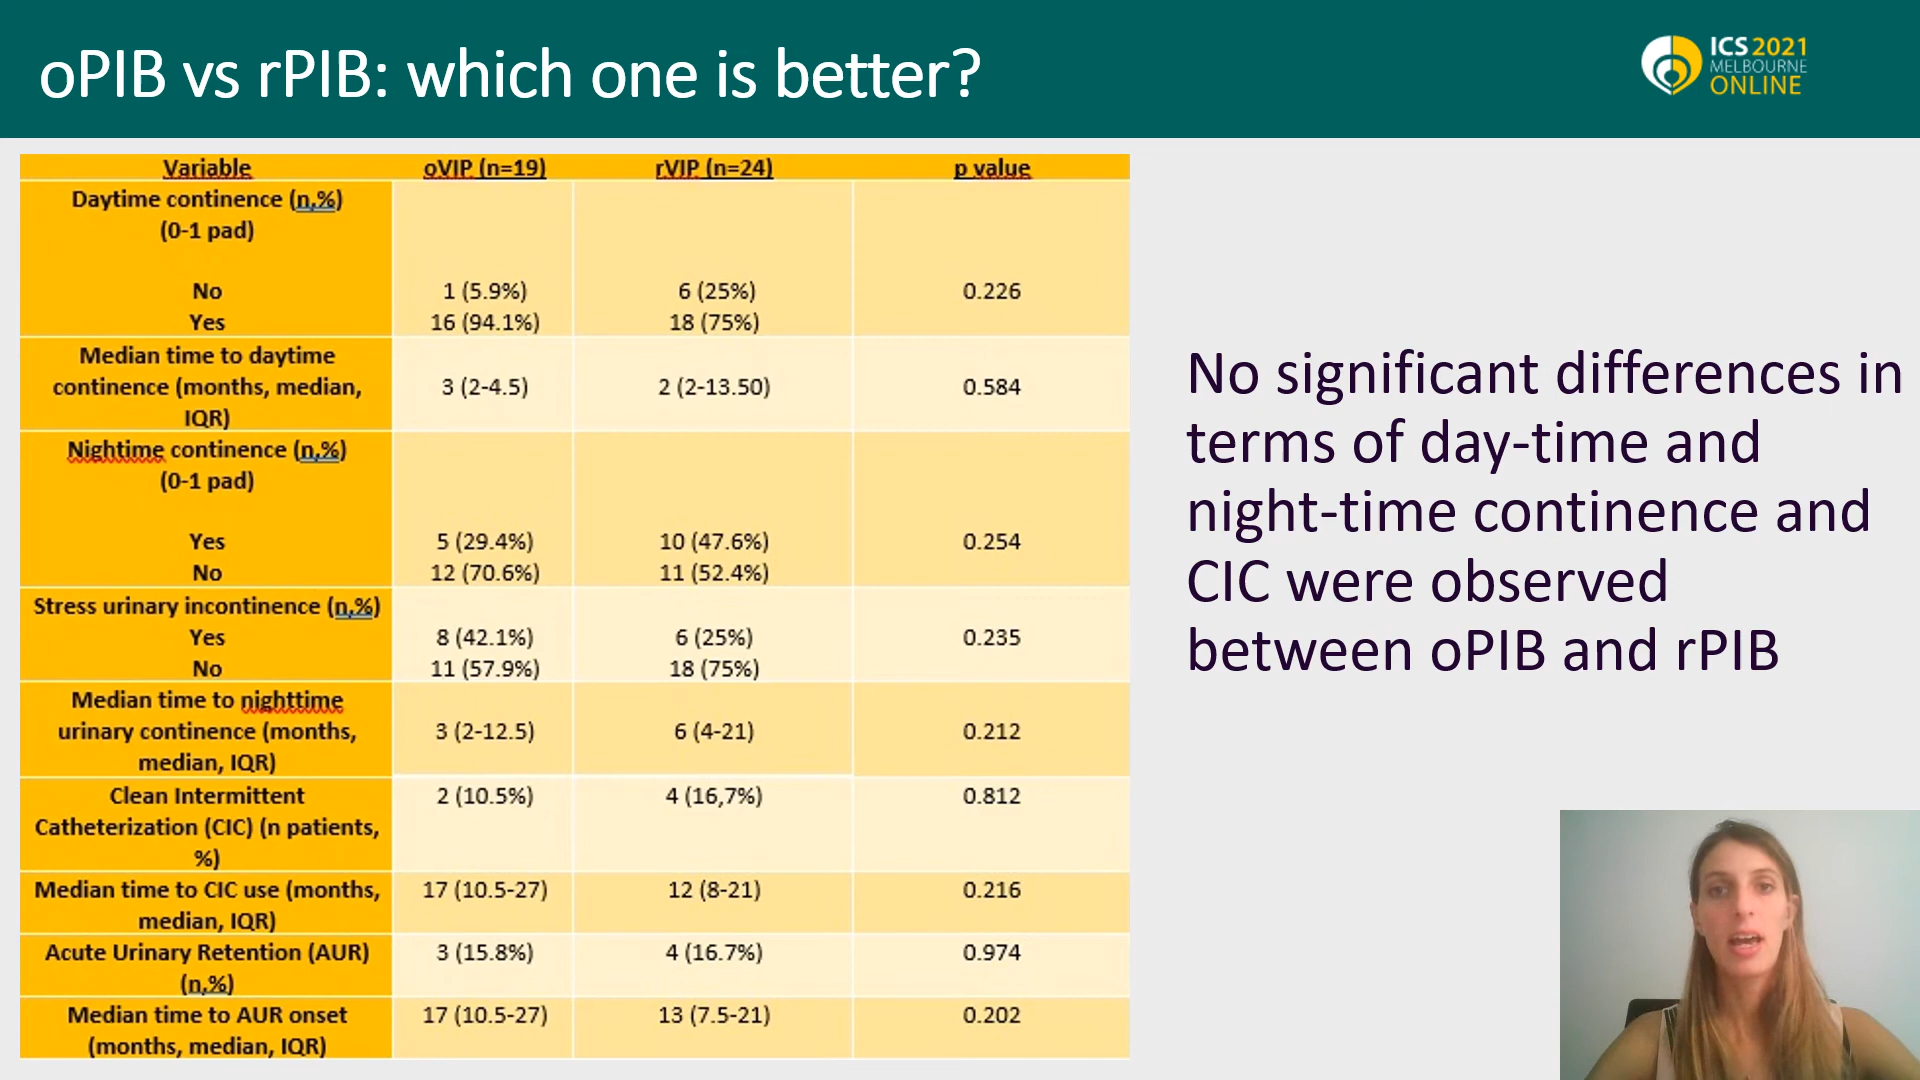 oPIB vs rPIB: which one is better?
ICS 2021
MELBOURNE
ONLINE
Variable oVIP (n=19) rVIP (n=24) p value
Daytime continence (n,%)
(0-1 pad)
No 1 (5.9%) 6 (25%) 0.226
Yes 16 (94.1%) 18 (75%)
Median time to daytime
continence (months, median, 3 (2-4.5) 2 (2-13.50) 0.584
IQR)
Nightime continence (n,%)
(0-1 pad)
Yes 5 (29.4%) 10 (47.6%) 0.254
No 12 (70.6%) 11 (52.4%)
Stress urinary incontinence (n,%)
Yes 8 (42.1%) 6 (25%) 0.235
No 11 (57.9%) 18 (75%)
Median time to nighttime
urinary continence (months, 3 (2-12.5) 6 (4-21) 0.212
median, IQR)
Clean Intermittent 2 (10.5%) 4 (16,7%) 0.812
Catheterization (CIC) (n patients,
%)
Median time to CIC use (months, 17 (10.5-27) 12 (8-21) 0.216
median, IQR)
Acute Urinary Retention (AUR) 3 (15.8%) 4 (16.7%) 0.974
(n,%)
Median time to AUR onset 17 (10.5-27) 13 (7.5-21) 0.202
(months, median, IQR)
No significant differences in
terms of day-time and
night-time continence and
CIC were observed
between oPIB and rPIB